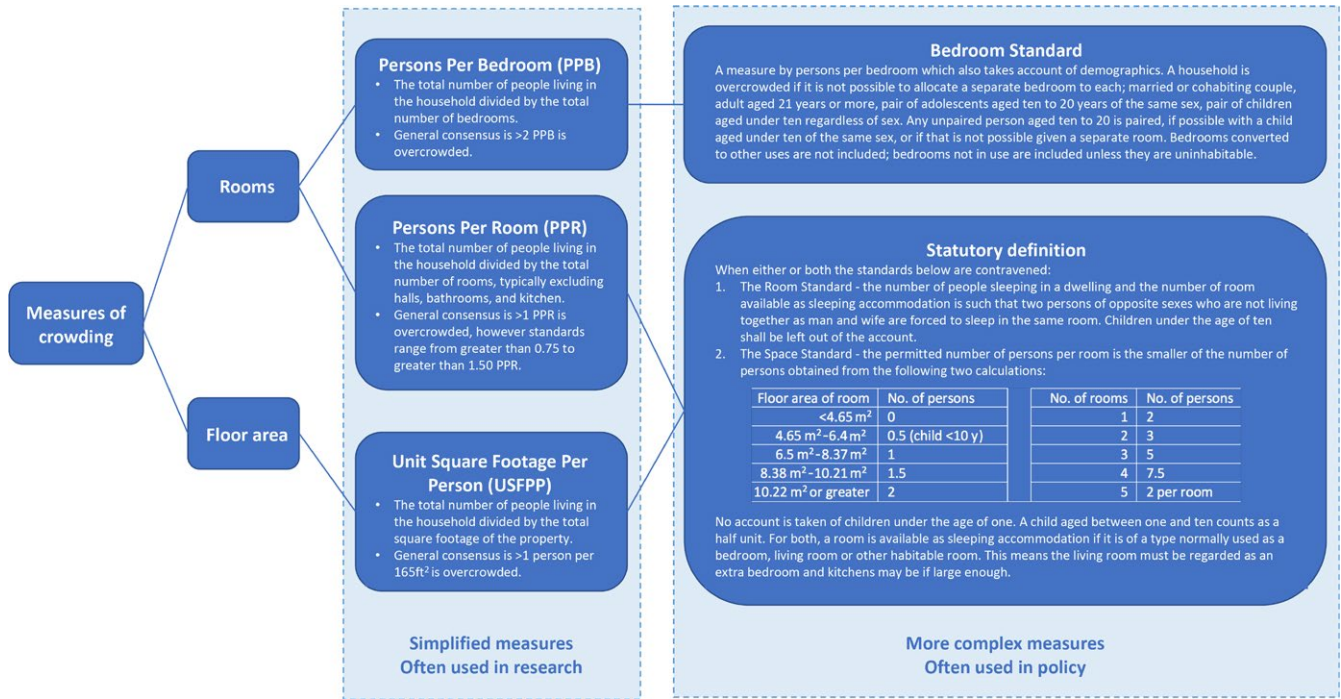 Measures of
crowding
Rooms
Floor area
Persons Per Bedroom (PPB)
• The total number of people living in
the household divided by the total
number of bedrooms.
• General consensus is >2 PPB is
overcrowded.
Persons Per Room (PPR)
• The total number of people living in
the household divided by the total
number of rooms, typically excluding
halls, bathrooms, and kitchen.
• General consensus is >1 PPR is
overcrowded, however standards
range from greater than 0.75 to
greater than 1.50 PPR.
Unit Square Footage Per
Person (USFPP)
• The total number of people living in
the household divided by the total
square footage of the property.
• General consensus is >1 person per
165ft² is overcrowded.
Simplified measures
Often used in research
Bedroom Standard
A measure by persons per bedroom which also takes account of demographics. A household is
overcrowded if it is not possible to allocate a separate bedroom to each; married or cohabiting couple,
adult aged 21 years or more, pair of adolescents aged ten to 20 years of the same sex, pair of children
aged under ten regardless of sex. Any unpaired person aged ten to 20 is paired, if possible with a child
aged under ten of the same sex, or if that is not possible given a separate room. Bedrooms converted
to other uses are not included; bedrooms not in use are included unless they are uninhabitable.
Statutory definition
When either or both the standards below are contravened:
1. The Room Standard - the number of people sleeping in a dwelling and the number of room
available as sleeping accommodation is such that two persons of opposite sexes who are not living
together as man and wife are forced to sleep in the same room. Children under the age of ten
shall be left out of the account.
2. The Space Standard - the permitted number of persons per room is the smaller of the number of
persons obtained from the following two calculations:
Floor area of room No. of persons No. of rooms No. of persons
<4.65 m² 0 1 2
4.65 m²-6.4 m² 0.5 (child <10 y) 2 3
6.5 m²-8.37 m² 1 3 5
8.38 m²-10.21 m² 1.5 4 7.5
10.22 m² or greater 2 5 2 per room
No account is taken of children under the age of one. A child aged between one and ten counts as a
half unit. For both, a room is available as sleeping accommodation if it is of a type normally used as a
bedroom, living room or other habitable room. This means the living room must be regarded as an
extra bedroom and kitchens may be if large enough.
More complex measures
Often used in policy